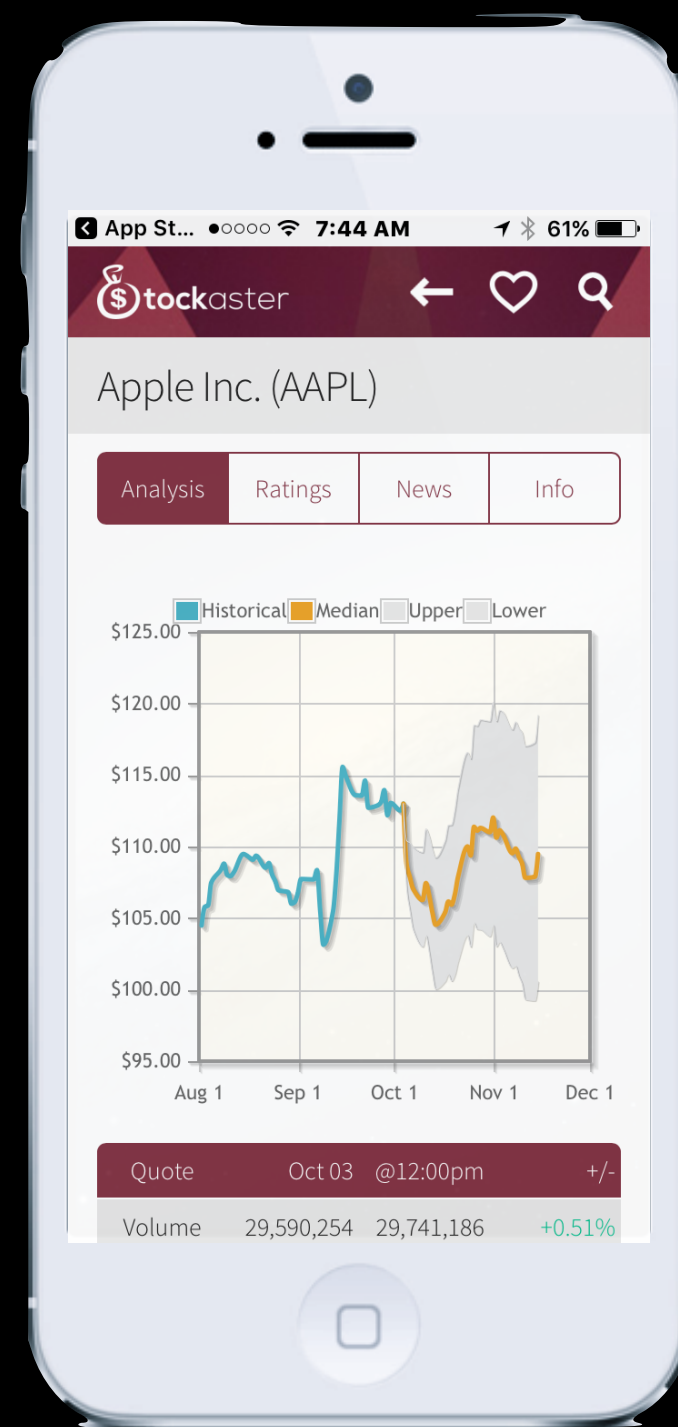 App St... 7:44 AM 61%
$tockaster
Apple Inc. (AAPL)
Analysis Ratings News Info
Historical Median Upper Lower
$125.00
$120.00
$115.00
$110.00
$105.00
$100.00
$95.00
Aug 1 Sep 1 Oct 1 Nov 1 Dec 1
Quote Oct 03 @12:00pm +/-
Volume 29,590,254 29,741,186 +0.51%